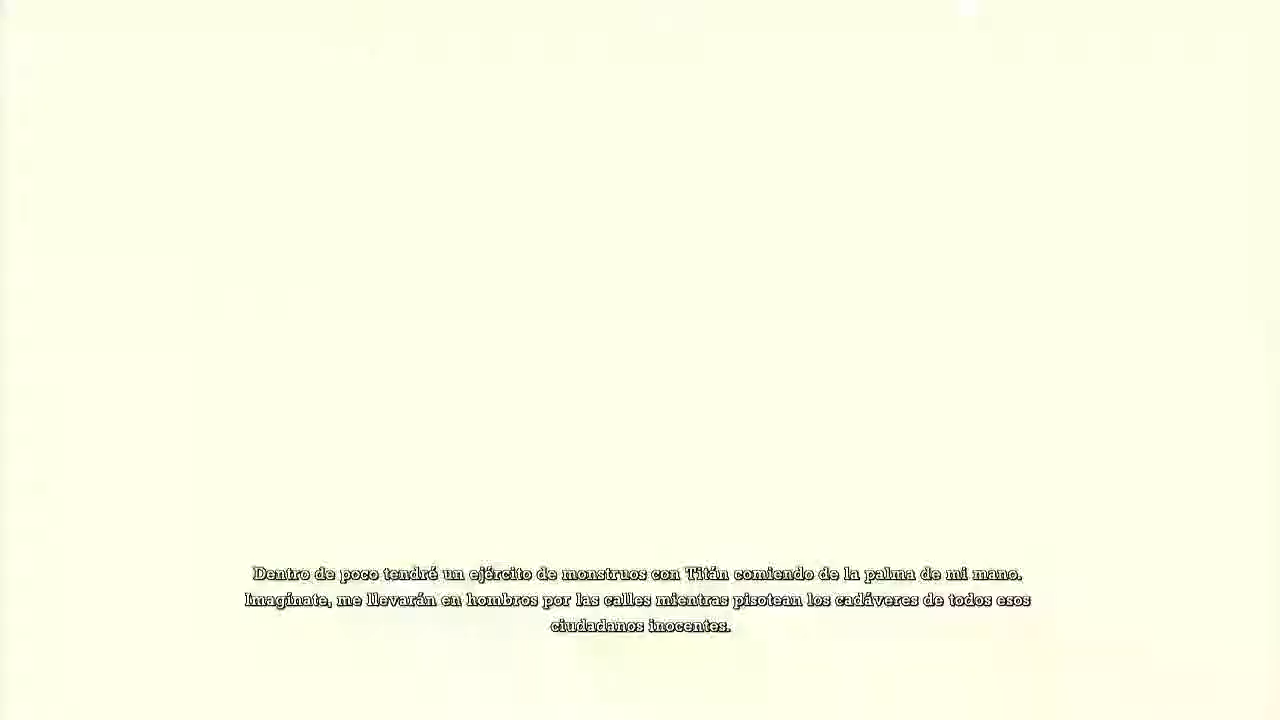 Dentro de poco tendré un ejército de monstruos con Titán comiendo de la palma de mi mano.
Imagínate, me llevarán en hombros por las calles mientras pisotean los cadáveres de todos esos
ciudadanos inocentes.